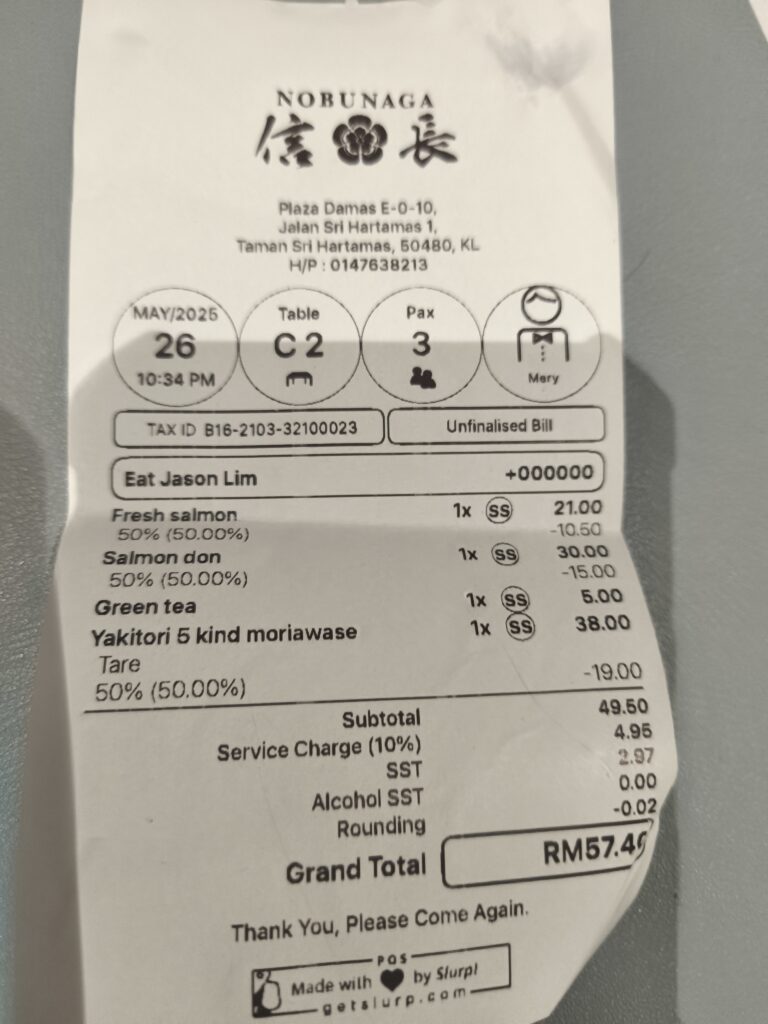 NOBUNAGA
信 長
Plaza Damas E-0-10,
Jalan Sri Hartamas 1,
Taman Sri Hartamas, 50480, KL
H/P : 0147638213
MAY/2025 Table Pax
26 C 2 3
10:34 PM Mery
TAX ID B16-2103-32100023 Unfinalised Bill
Eat Jason Lim +000000
Fresh salmon 1x SS 21.00
50% (50.00%) -10.50
Salmon don 1x SS 30.00
50% (50.00%) -15.00
Green tea 1x SS 5.00
Yakitori 5 kind moriawase 1x SS 38.00
Tare
50% (50.00%) -19.00
Subtotal 49.50
Service Charge (10%) 4.95
SST 2.97
Alcohol SST 0.00
Rounding -0.02
Grand Total RM57.40
Thank You, Please Come Again.
POS
Made with by Slurp!
getslurp.com